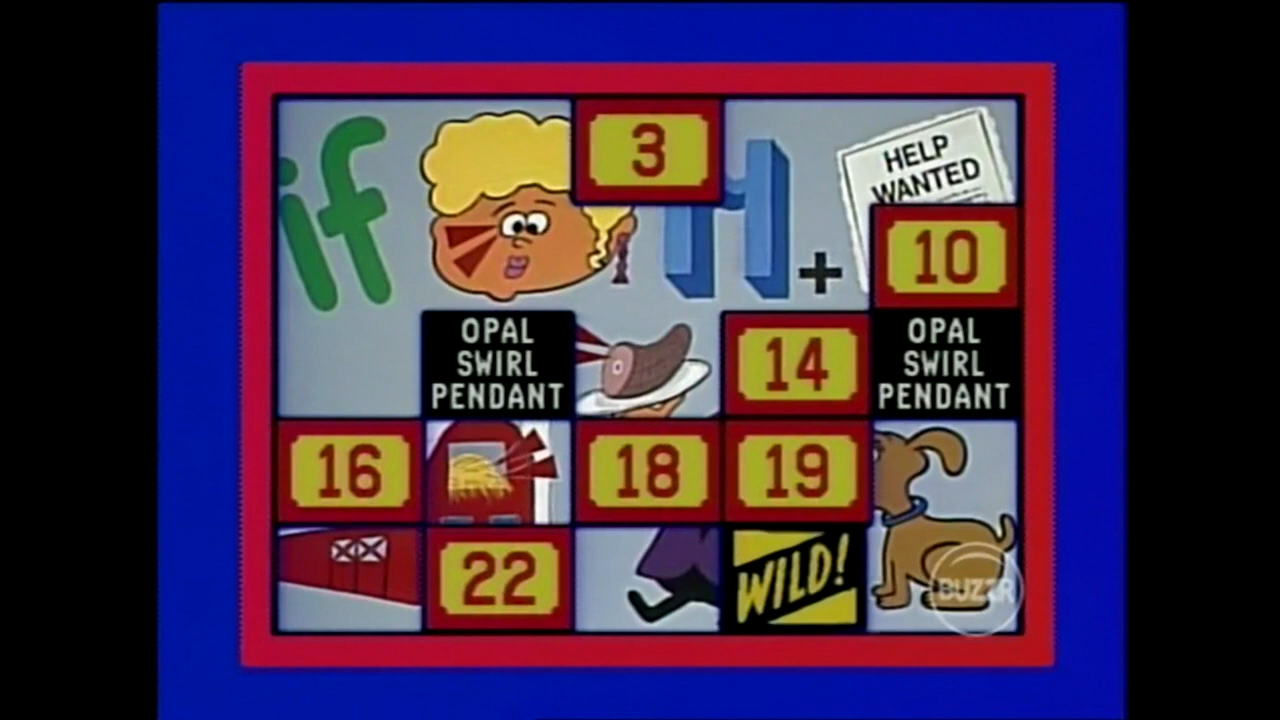 if
3
H
+
HELP
WANTED
10
OPAL
SWIRL
PENDANT
14
OPAL
SWIRL
PENDANT
16
18
19
22
WILD!
BUZZR